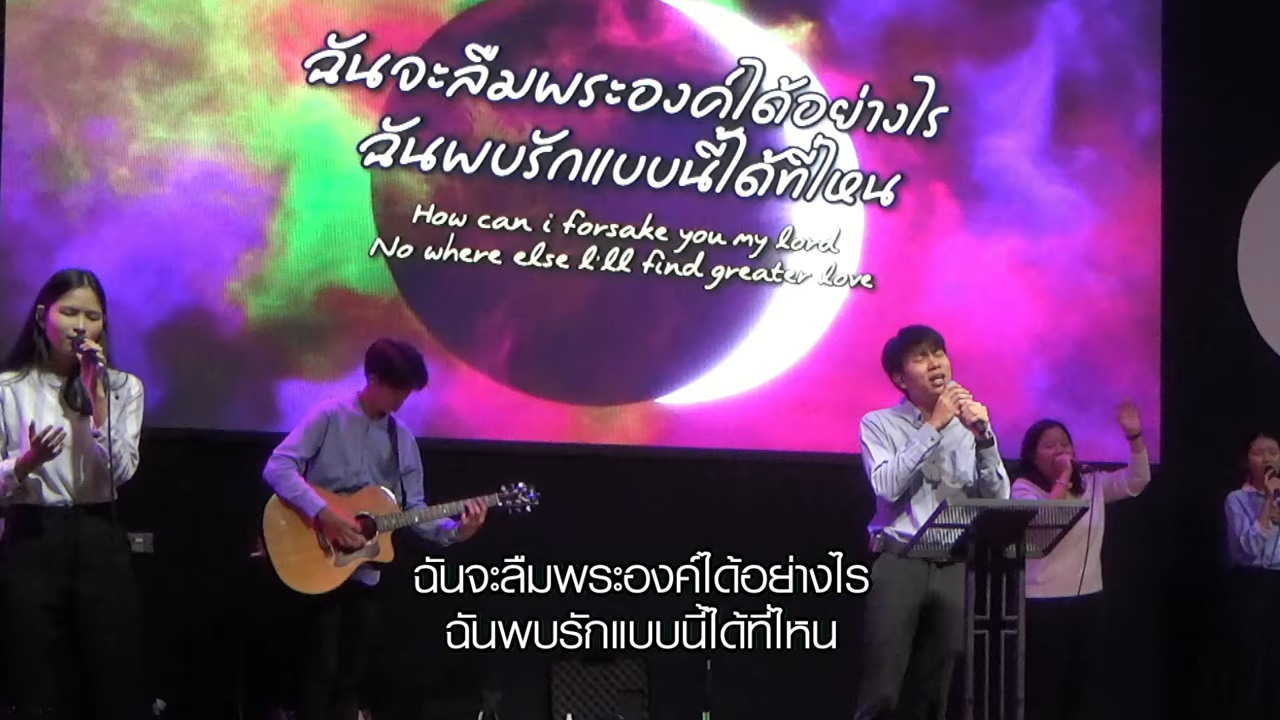 ฉันจะลืมพระองค์ได้อย่างไร
ฉันพบรักแบบนี้ได้ที่ไหน
How can i forsake you my lord
No where else I'll find greater love
ฉันจะลืมพระองค์ได้อย่างไร
ฉันพบรักแบบนี้ได้ที่ไหน